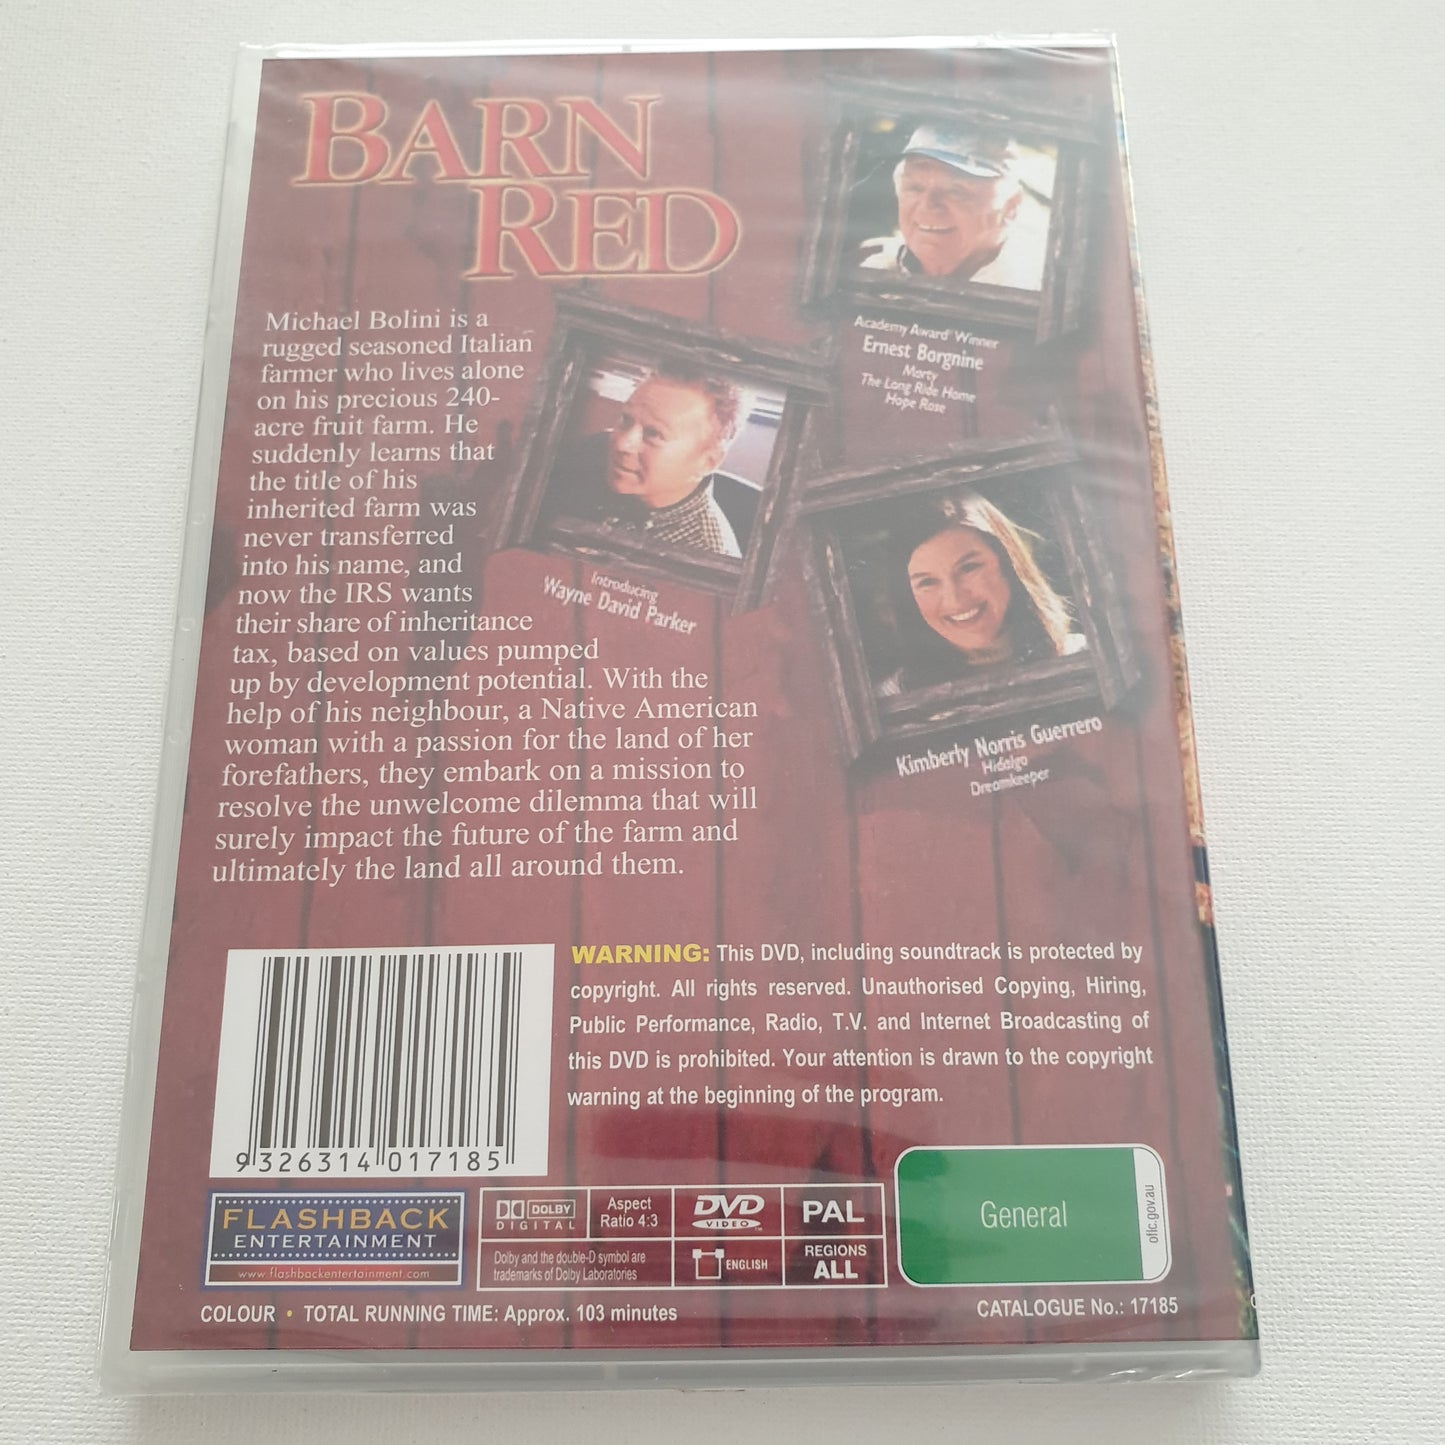 BARN
RED
Michael Bolini is a
rugged seasoned Italian
farmer who lives alone
on his precious 240-
acre fruit farm. He
suddenly learns that
the title of his
inherited farm was
never transferred
into his name, and
now the IRS wants
their share of inheritance
tax, based on values pumped
up by development potential. With the
help of his neighbour, a Native American
woman with a passion for the land of her
forefathers, they embark on a mission to
resolve the unwelcome dilemma that will
surely impact the future of the farm and
ultimately the land all around them.
Academy Award Winner
Ernest Borgnine
Marty
The Long Ride Home
Hope Rose
Introducing
Wayne David Parker
Kimberly Norris Guerrero
Hidalgo
Dreamkeeper
WARNING: This DVD, including soundtrack is protected by
copyright. All rights reserved. Unauthorised Copying, Hiring,
Public Performance, Radio, T.V. and Internet Broadcasting of
this DVD is prohibited. Your attention is drawn to the copyright
warning at the beginning of the program.
9 326314 017185
FLASHBACK
ENTERTAINMENT
www.flashbackentertainment.com
DOLBY
DIGITAL
Aspect
Ratio 4:3
DVD
VIDEO
PAL
Dolby and the double-D symbol are
trademarks of Dolby Laboratories
ENGLISH
REGIONS
ALL
General
oflc.gov.au
COLOUR • TOTAL RUNNING TIME: Approx. 103 minutes
CATALOGUE No.: 17185